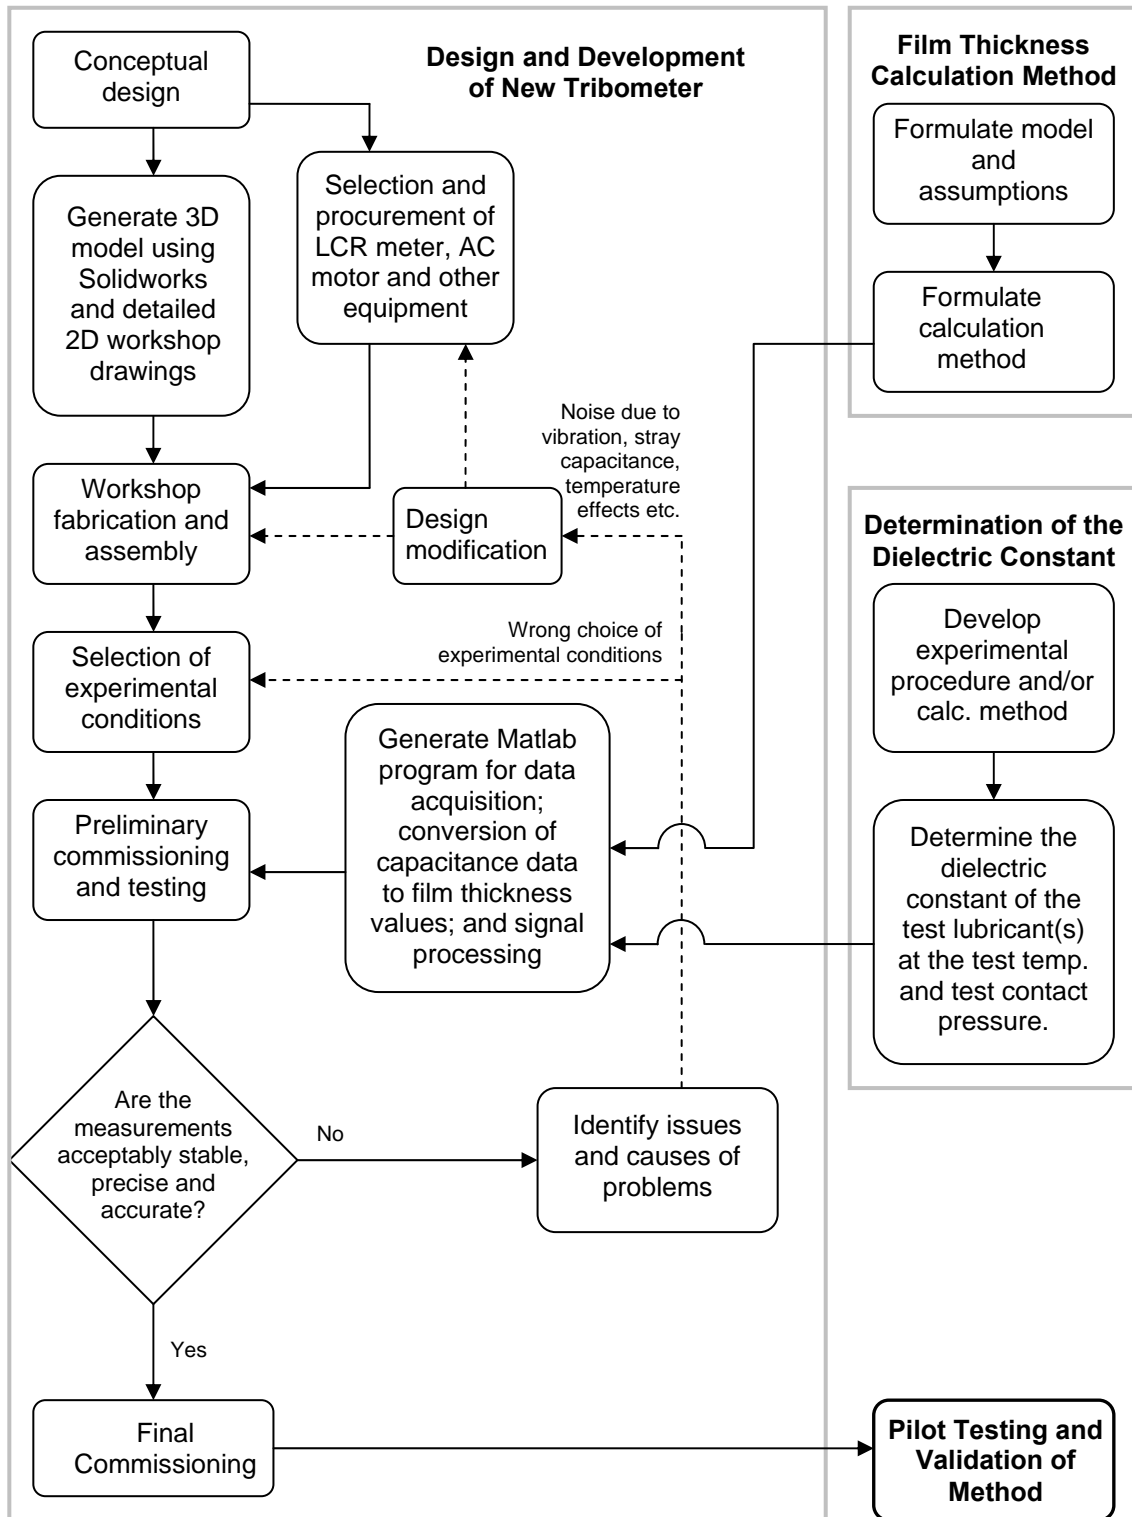 Design and Development
of New Tribometer
Conceptual
design
Selection and
procurement of
LCR meter, AC
motor and other
equipment
Generate 3D
model using
Solidworks
and detailed
2D workshop
drawings
Noise due to
vibration, stray
capacitance,
temperature
effects etc.
Workshop
fabrication and
assembly
Design
modification
Wrong choice of
experimental conditions
Selection of
experimental
conditions
Generate Matlab
program for data
acquisition;
conversion of
capacitance data
to film thickness
values; and signal
processing
Preliminary
commissioning
and testing
Are the
measurements
acceptably stable,
precise and
accurate?
No
Identify issues
and causes of
problems
Yes
Final
Commissioning
Film Thickness
Calculation Method
Formulate model
and
assumptions
Formulate
calculation
method
Determination of the
Dielectric Constant
Develop
experimental
procedure and/or
calc. method
Determine the
dielectric
constant of the
test lubricant(s)
at the test temp.
and test contact
pressure.
Pilot Testing and
Validation of
Method